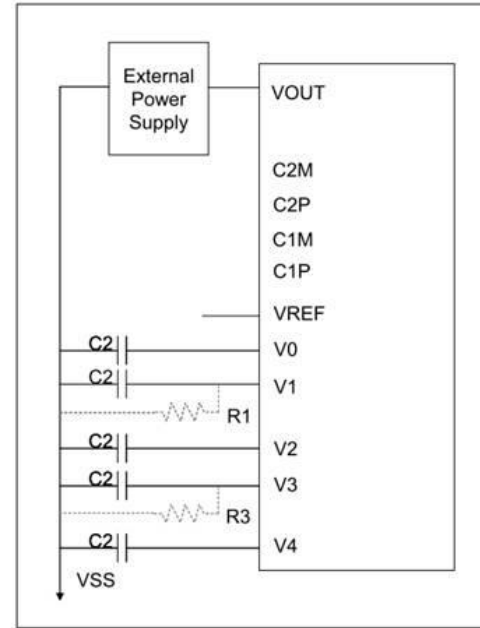 External
Power
Supply
VOUT
C2M
C2P
C1M
C1P
VREF
C2
V0
C2
V1
R1
C2
V2
C2
V3
R3
C2
V4
VSS